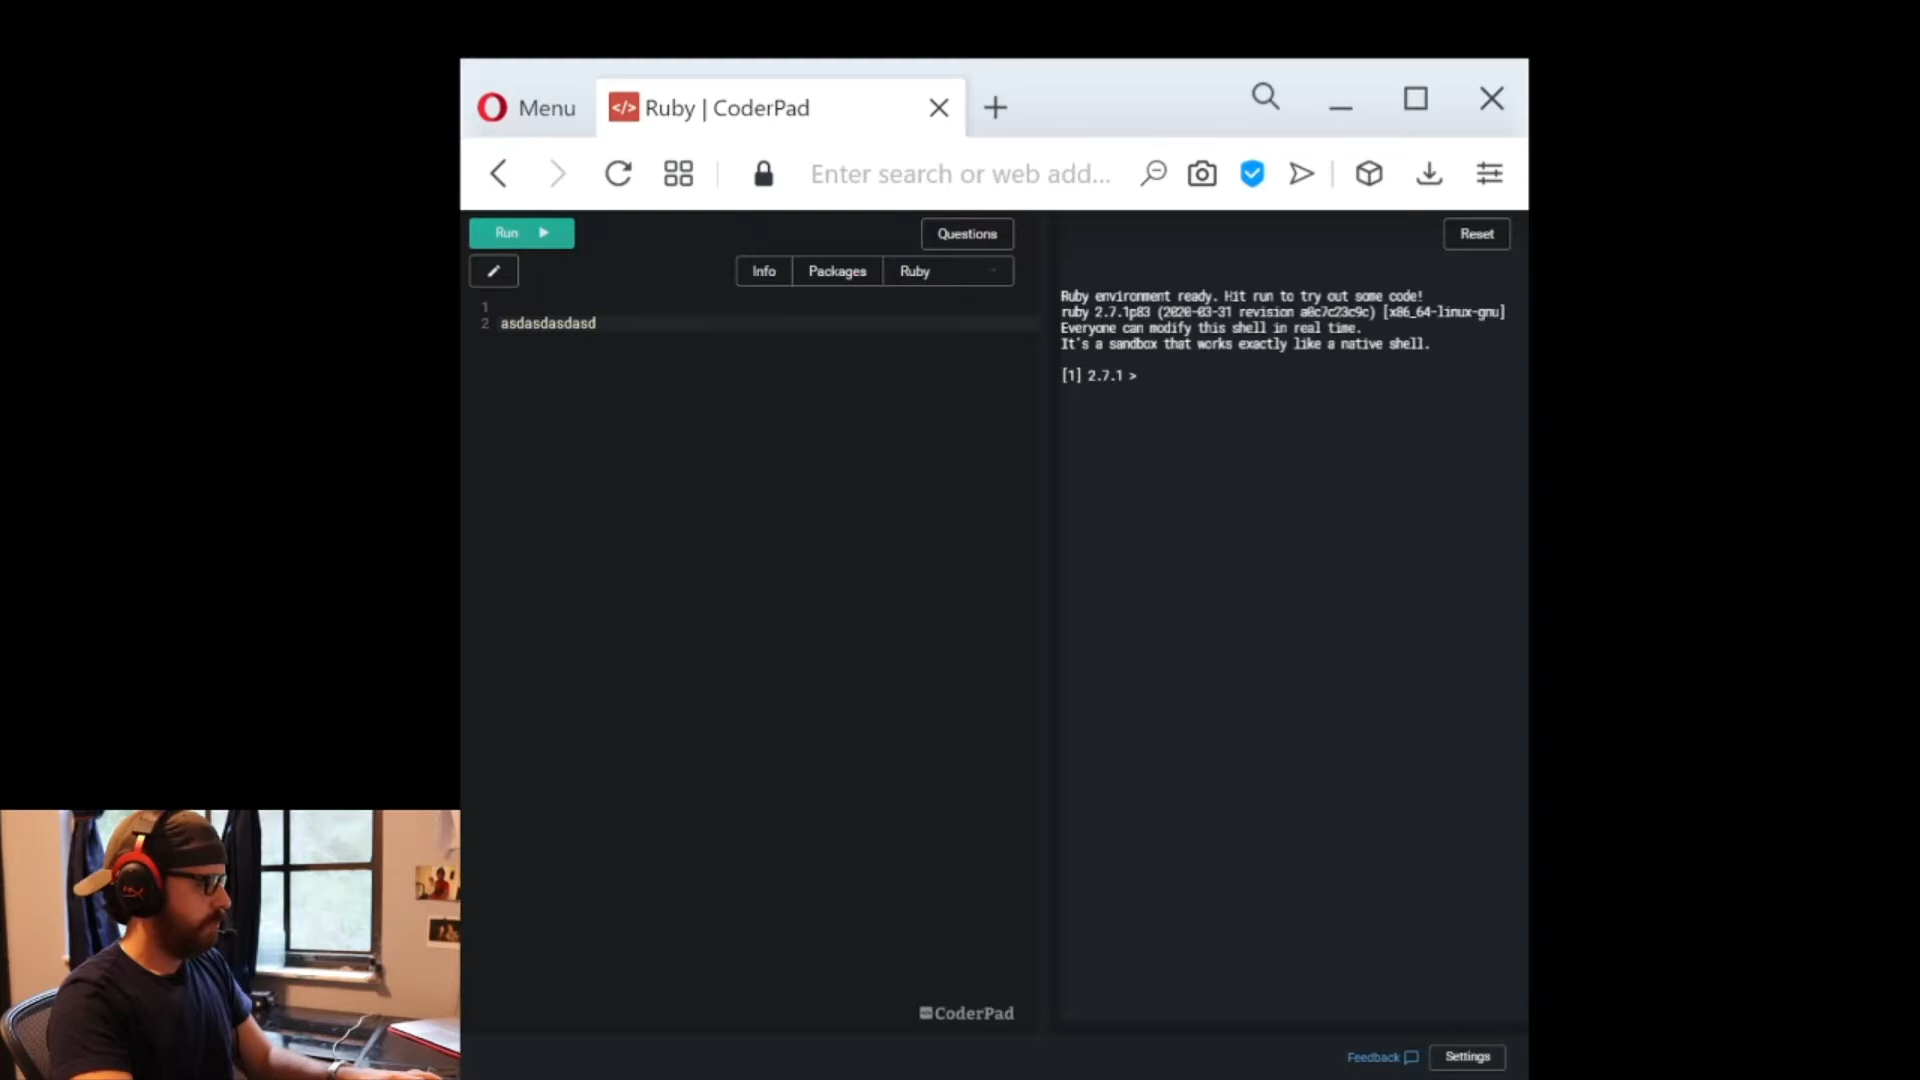 Menu
</> Ruby | CoderPad
Enter search or web add...
Run
Questions
Reset
Info
Packages
Ruby
1
2 asdasdasdasd
Ruby environment ready. Hit run to try out some code!
ruby 2.7.1p83 (2020-03-31 revision a0c7c23c9c) [x86_64-linux-gnu]
Everyone can modify this shell in real time.
It's a sandbox that works exactly like a native shell.
[1] 2.7.1 >
CoderPad
Feedback
Settings